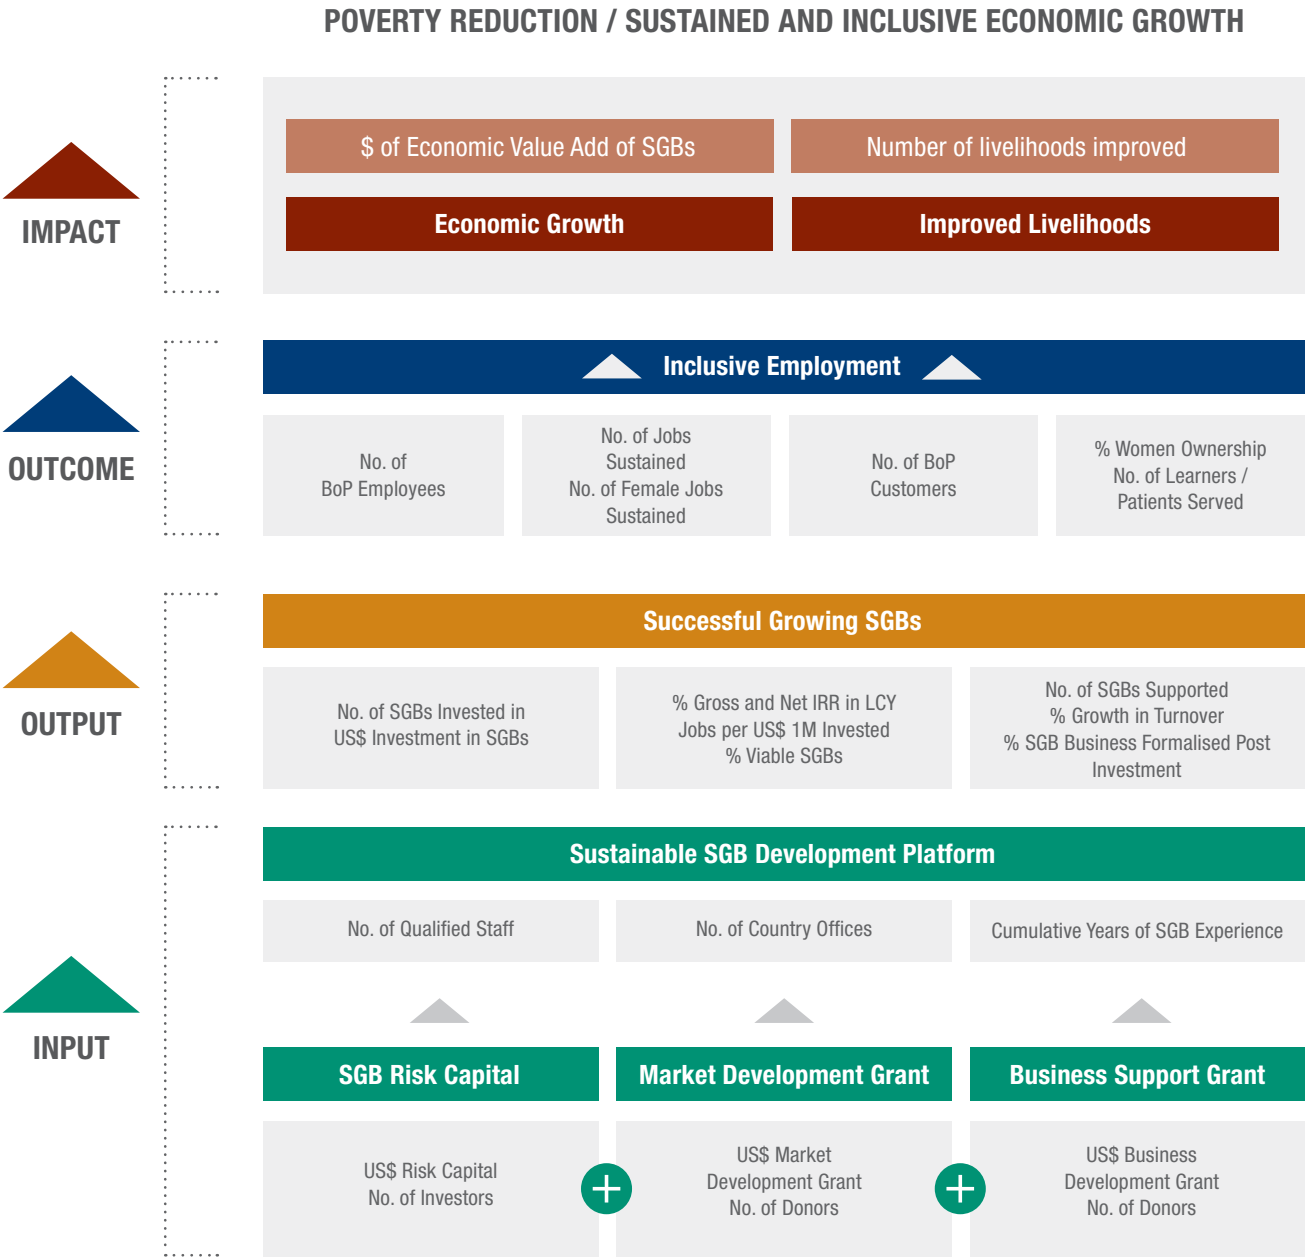 POVERTY REDUCTION / SUSTAINED AND INCLUSIVE ECONOMIC GROWTH
IMPACT
$ of Economic Value Add of SGBs
Number of livelihoods improved
Economic Growth
Improved Livelihoods
OUTCOME
Inclusive Employment
No. of
BoP Employees
No. of Jobs
Sustained
No. of Female Jobs
Sustained
No. of BoP
Customers
% Women Ownership
No. of Learners /
Patients Served
OUTPUT
Successful Growing SGBs
No. of SGBs Invested in
US$ Investment in SGBs
% Gross and Net IRR in LCY
Jobs per US$ 1M Invested
% Viable SGBs
No. of SGBs Supported
% Growth in Turnover
% SGB Business Formalised Post
Investment
INPUT
Sustainable SGB Development Platform
No. of Qualified Staff
No. of Country Offices
Cumulative Years of SGB Experience
SGB Risk Capital
Market Development Grant
Business Support Grant
US$ Risk Capital
No. of Investors
+
US$ Market
Development Grant
No. of Donors
+
US$ Business
Development Grant
No. of Donors